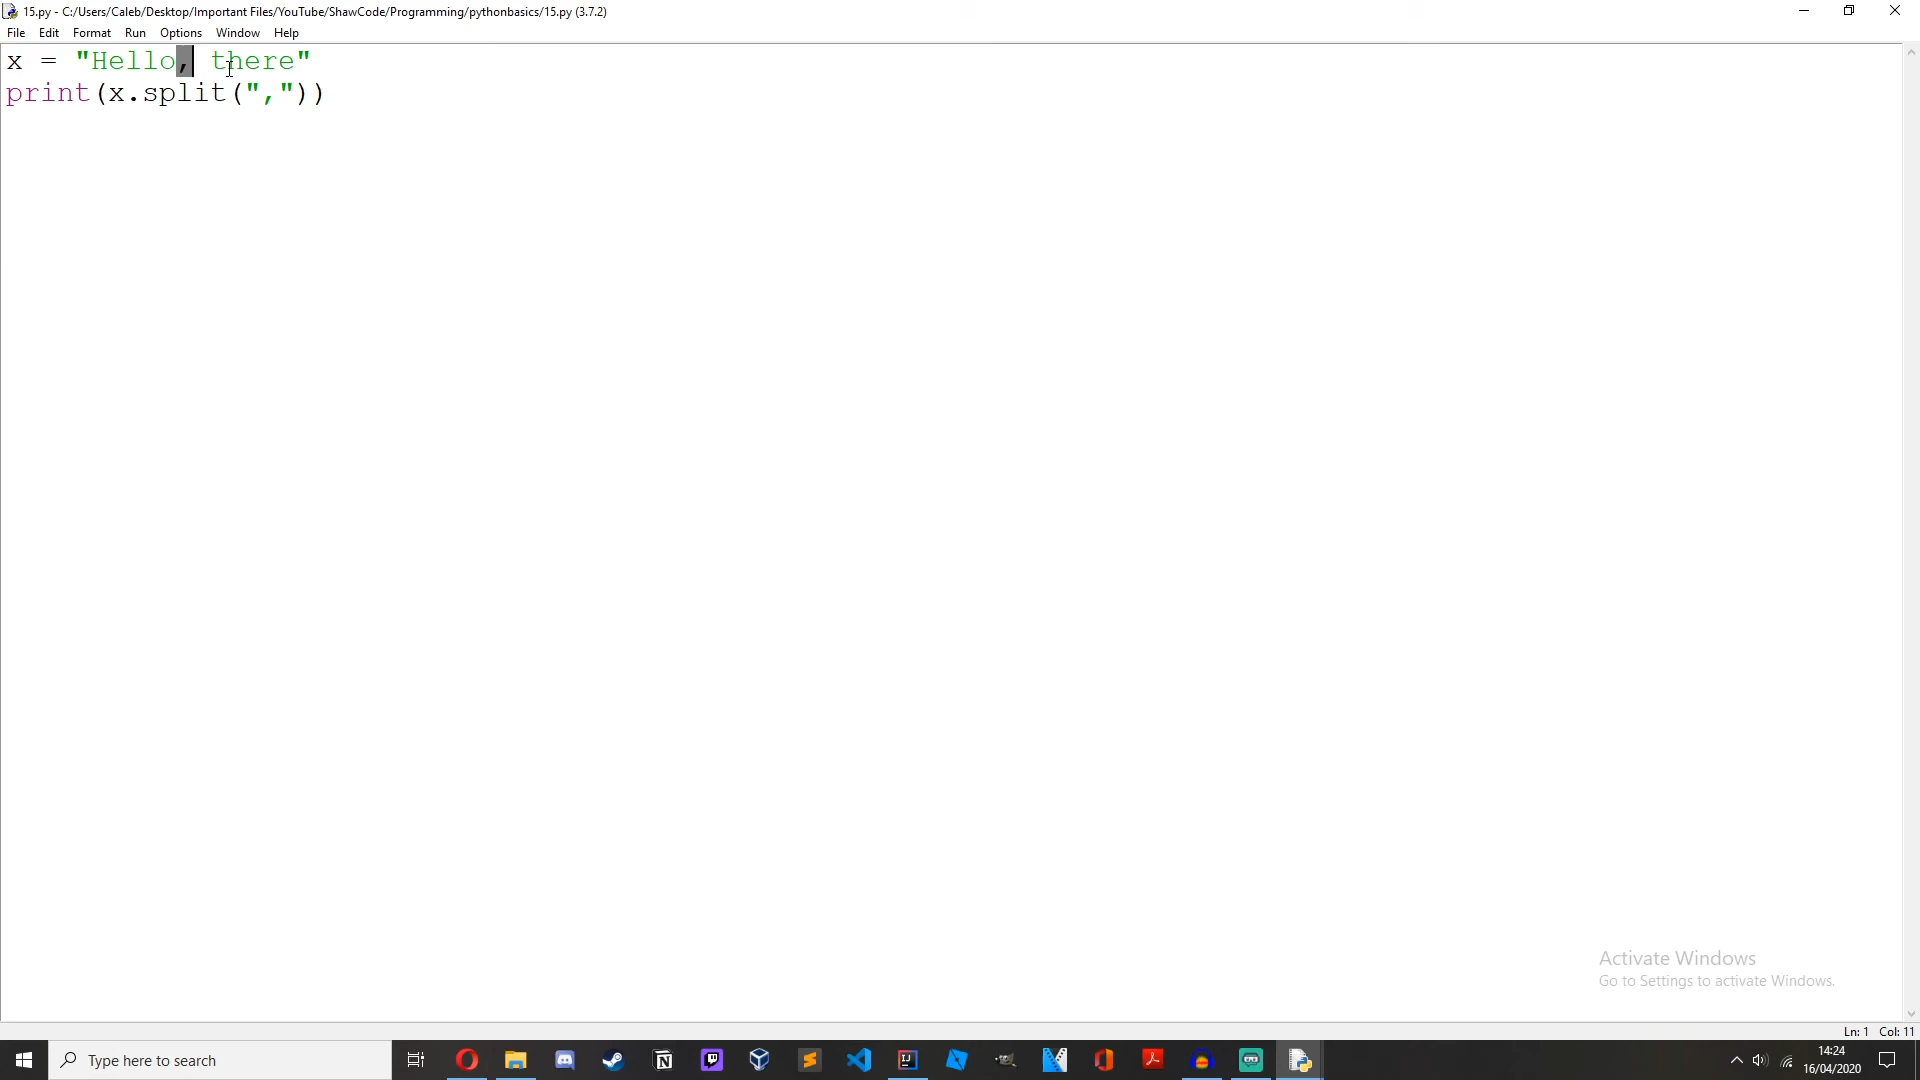 15.py - C:/Users/Caleb/Desktop/Important Files/YouTube/ShawCode/Programming/pythonbasics/15.py (3.7.2)
File Edit Format Run Options Window Help
x = "Hello, there"
print(x.split(","))
Activate Windows
Go to Settings to activate Windows.
Ln: 1 Col: 11
Type here to search
14:24
16/04/2020